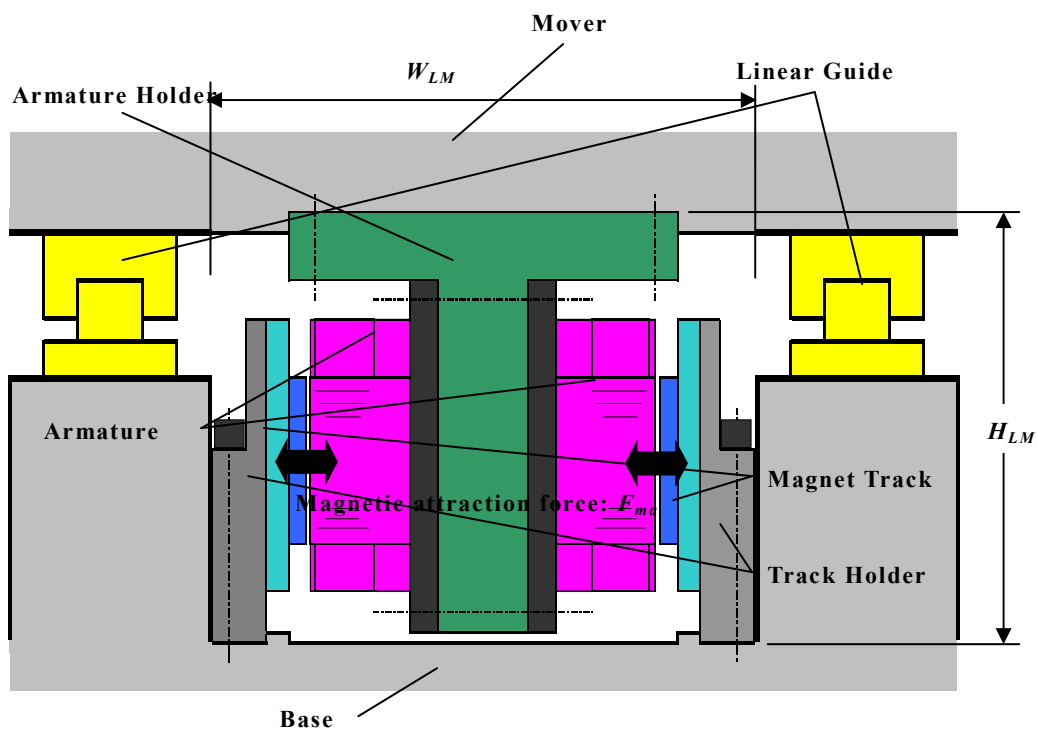 Mover
W_LM
Linear Guide
Armature Holder
Armature
H_LM
Magnet Track
Magnetic attraction force: F_ma
Track Holder
Base